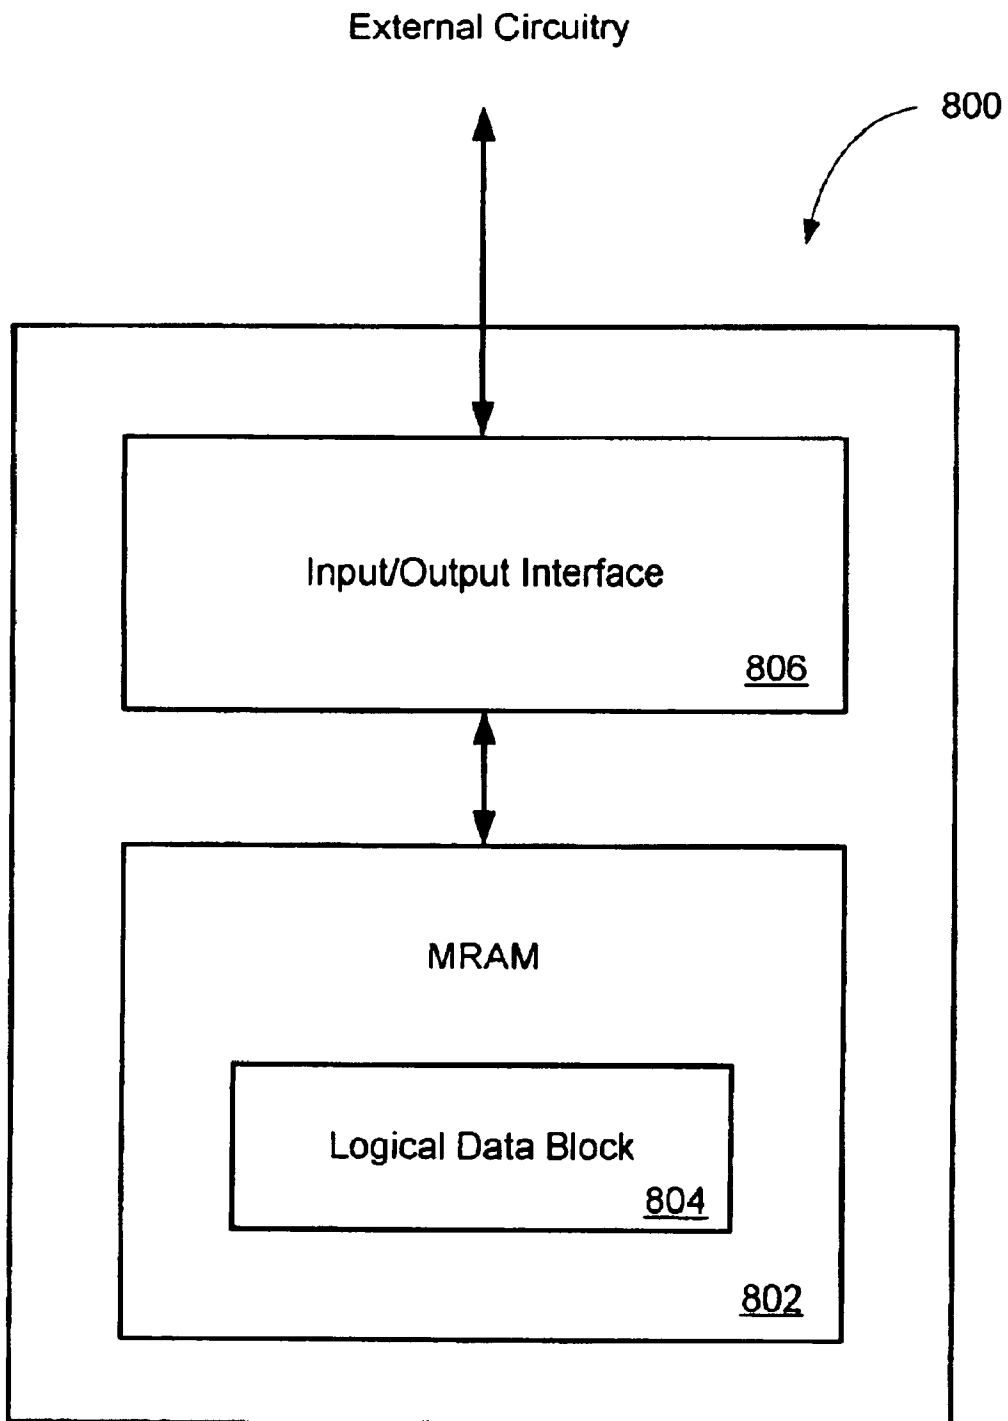 External Circuitry
800
Input/Output Interface
806
MRAM
Logical Data Block
804
802